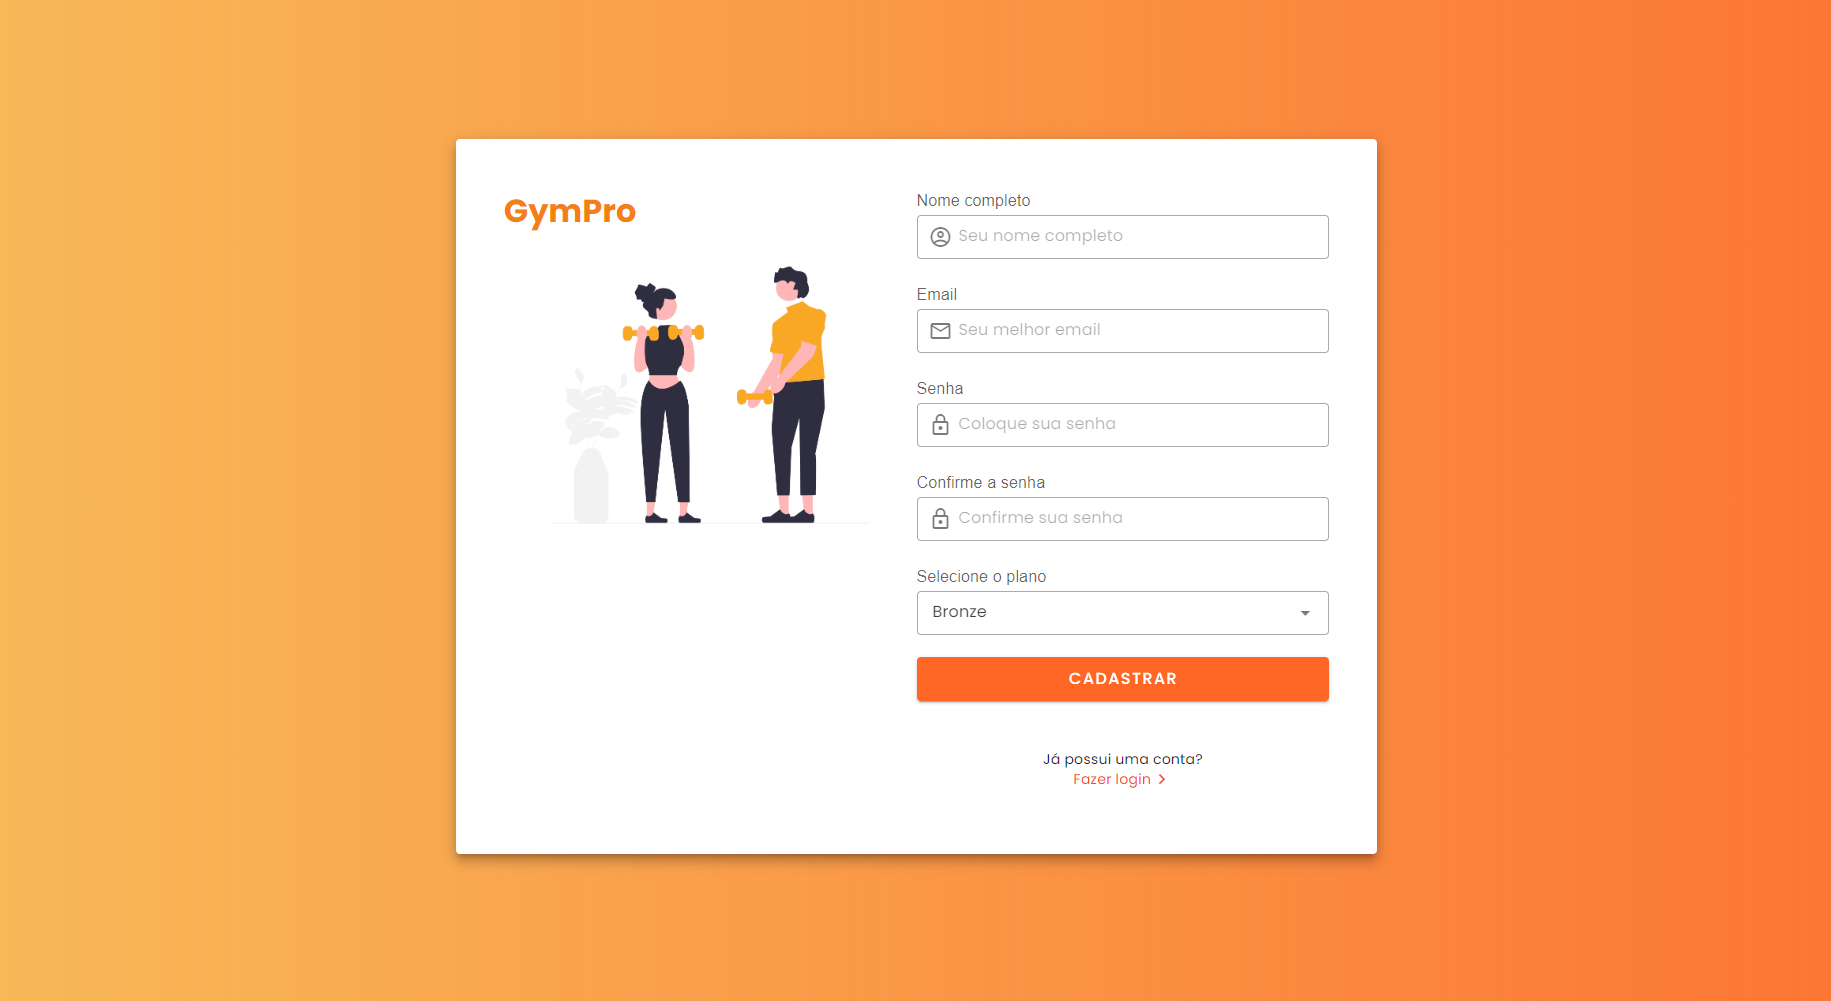 GymPro
Nome completo
Seu nome completo
Email
Seu melhor email
Senha
Coloque sua senha
Confirme a senha
Confirme sua senha
Selecione o plano
Bronze
CADASTRAR
Já possui uma conta?
Fazer login